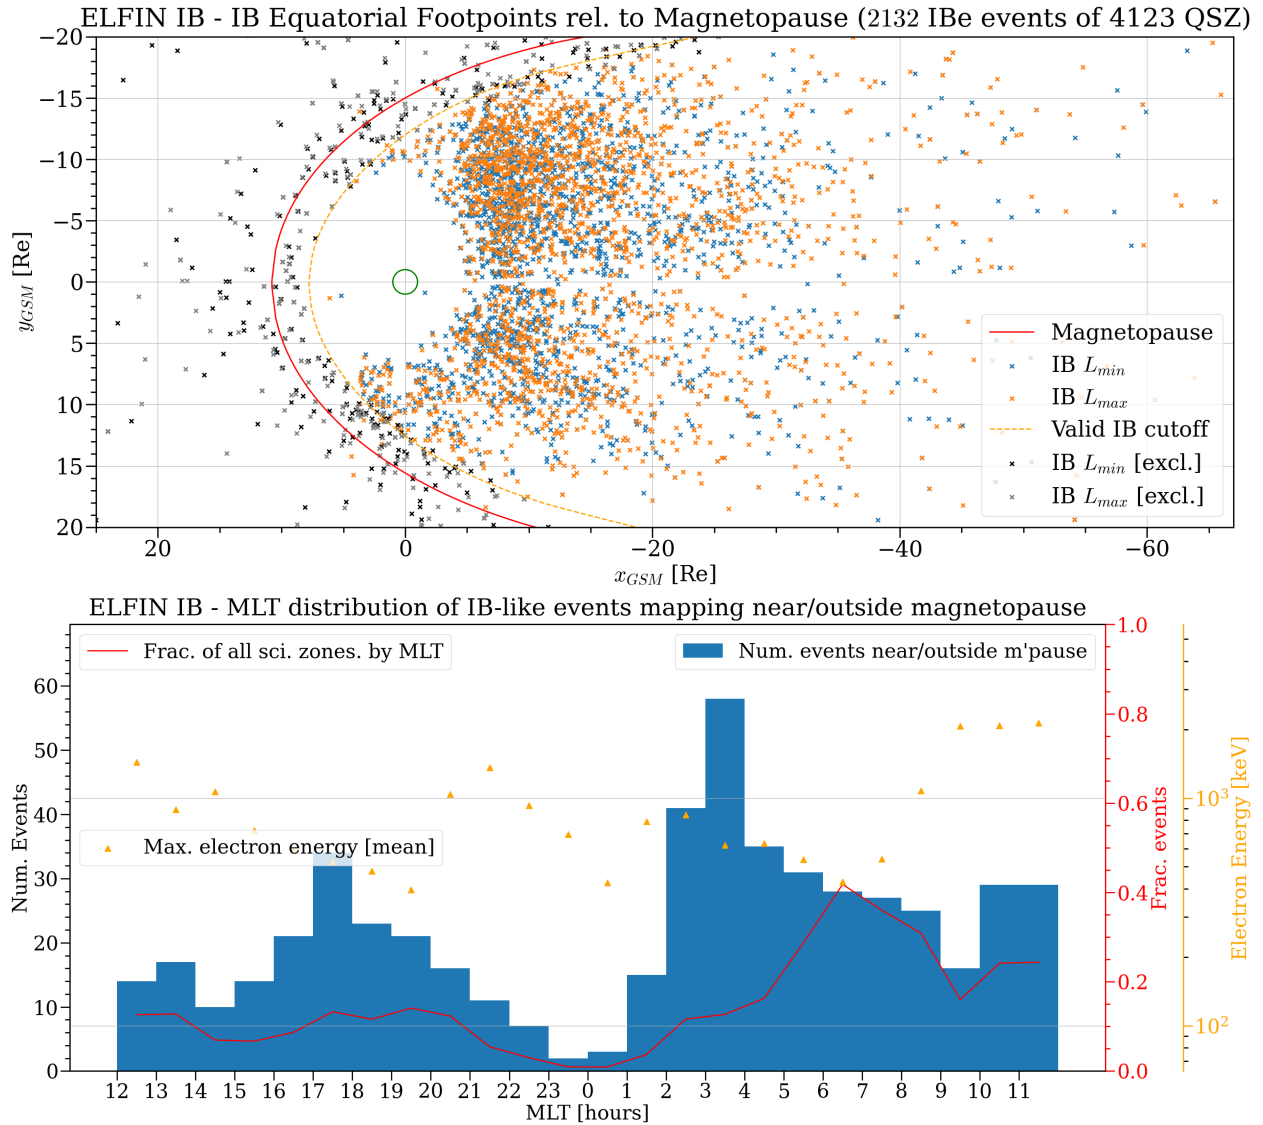 ELFIN IB - IB Equatorial Footpoints rel. to Magnetopause (2132 IBe events of 4123 QSZ)
−20
−15
−10
−5
0
5
10
15
20
y_GSM [Re]
20 0 −20 −40 −60
x_GSM [Re]
Magnetopause
IB L_min
IB L_max
Valid IB cutoff
IB L_min [excl.]
IB L_max [excl.]
ELFIN IB - MLT distribution of IB-like events mapping near/outside magnetopause
Frac. of all sci. zones. by MLT
Num. events near/outside m'pause
Max. electron energy [mean]
60
50
40
30
20
10
0
Num. Events
12 13 14 15 16 17 18 19 20 21 22 23 0 1 2 3 4 5 6 7 8 9 10 11
MLT [hours]
1.0
0.8
0.6
0.4
0.2
0.0
Frac. events
10^3
10^2
Electron Energy [keV]